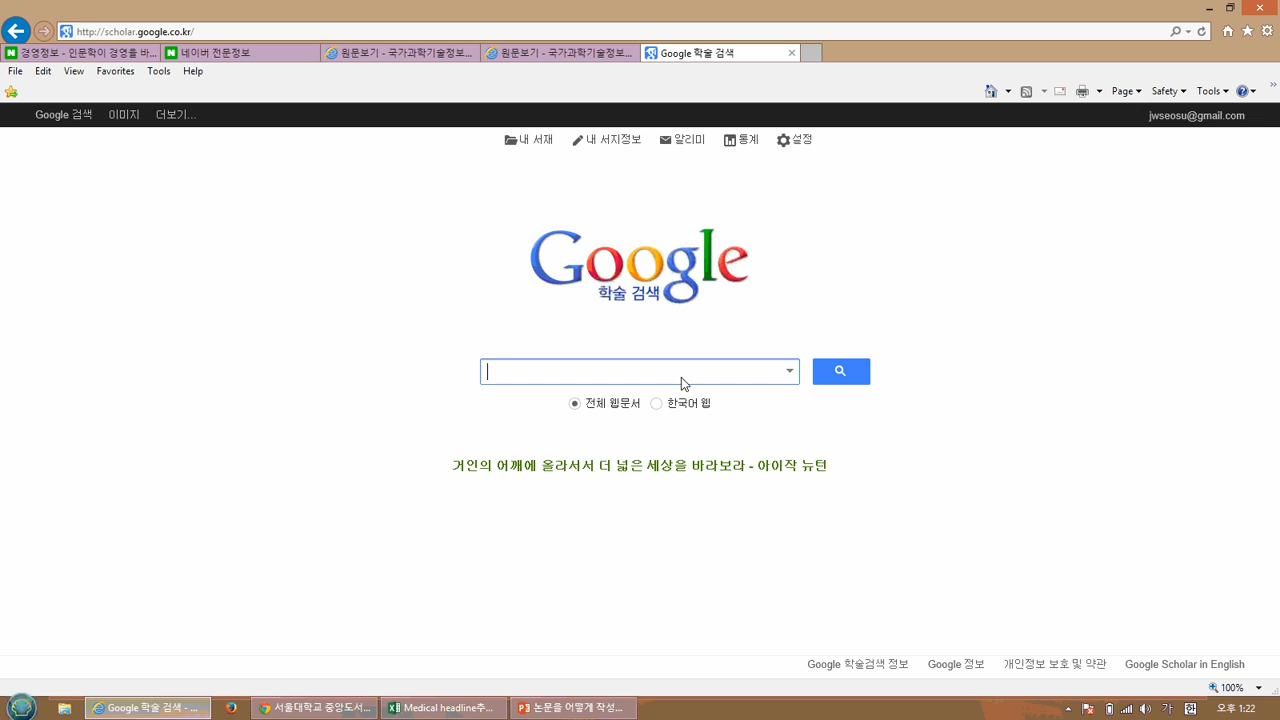 http://scholar.google.co.kr/
경영정보 - 인문학이 경영을 바...
네이버 전문정보
원문보기 - 국가과학기술정보...
원문보기 - 국가과학기술정보...
Google 학술 검색
File Edit View Favorites Tools Help
Page Safety Tools
Google 검색 이미지 더보기...
jwseosu@gmail.com
내 서재 내 서지정보 알리미 통계 설정
Google
학술 검색
전체 웹문서 한국어 웹
거인의 어깨에 올라서서 더 넓은 세상을 바라보라 - 아이작 뉴턴
Google 학술검색 정보 Google 정보 개인정보 보호 및 약관 Google Scholar in English
100%
Google 학술 검색 - ...
서울대학교 중앙도서...
Medical headline추...
논문을 어떻게 작성...
가
오후 1:22